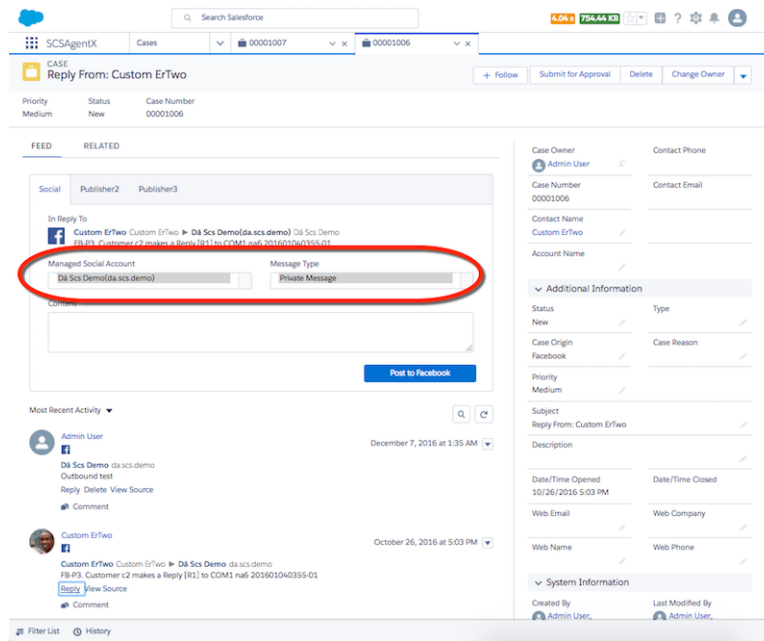 Search Salesforce
4.04 s 754.44 KB
SCSAgentX Cases 00001007 00001006
CASE
Reply From: Custom ErTwo
+ Follow Submit for Approval Delete Change Owner
Priority Status Case Number
Medium New 00001006
FEED RELATED
Social Publisher2 Publisher3
In Reply To
Custom ErTwo Custom ErTwo ▶ Dá Scs Demo(da.scs.demo) Dá Scs Demo
FB-P3. Customer c2 makes a Reply [R1] to COM1 na6 201601040355-01
Managed Social Account Message Type
Dá Scs Demo(da.scs.demo) Private Message
Content
Post to Facebook
Most Recent Activity
Admin User
December 7, 2016 at 1:35 AM
Dá Scs Demo da.scs.demo
Outbound test
Reply Delete View Source
Comment
Custom ErTwo
October 26, 2016 at 5:03 PM
Custom ErTwo Custom ErTwo ▶ Dá Scs Demo da.scs.demo
FB-P3. Customer c2 makes a Reply [R1] to COM1 na6 201601040355-01
Reply View Source
Comment
Case Owner Contact Phone
Admin User
Case Number Contact Email
00001006
Contact Name
Custom ErTwo
Account Name
Additional Information
Status Type
New
Case Origin Case Reason
Facebook
Priority
Medium
Subject
Reply From: Custom ErTwo
Description
Date/Time Opened Date/Time Closed
10/26/2016 5:03 PM
Web Email Web Company
Web Name Web Phone
System Information
Created By Last Modified By
Admin User, Admin User,
Filter List History